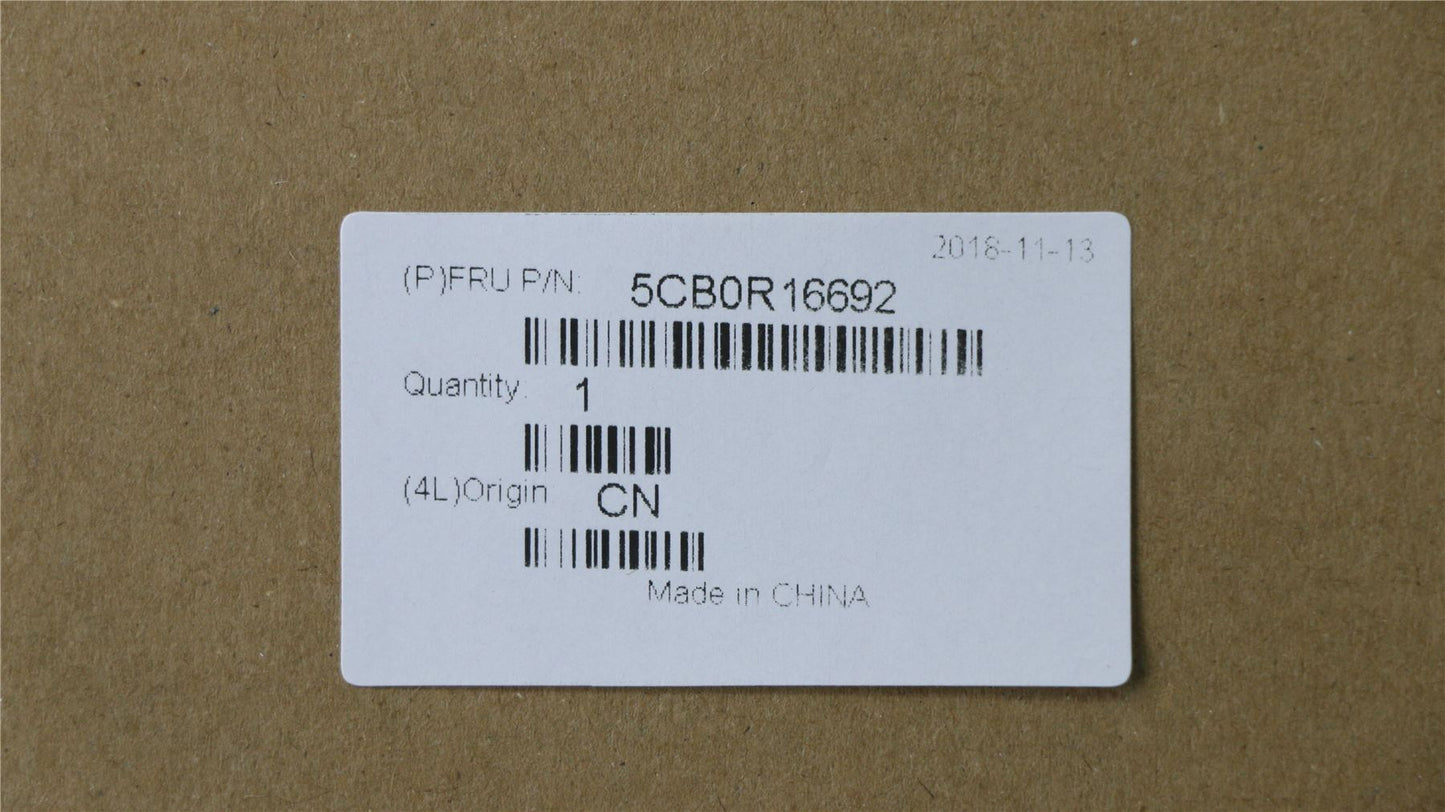 2018-11-13
(P)FRU P/N: 5CB0R16692
Quantity: 1
(4L)Origin CN
Made in CHINA